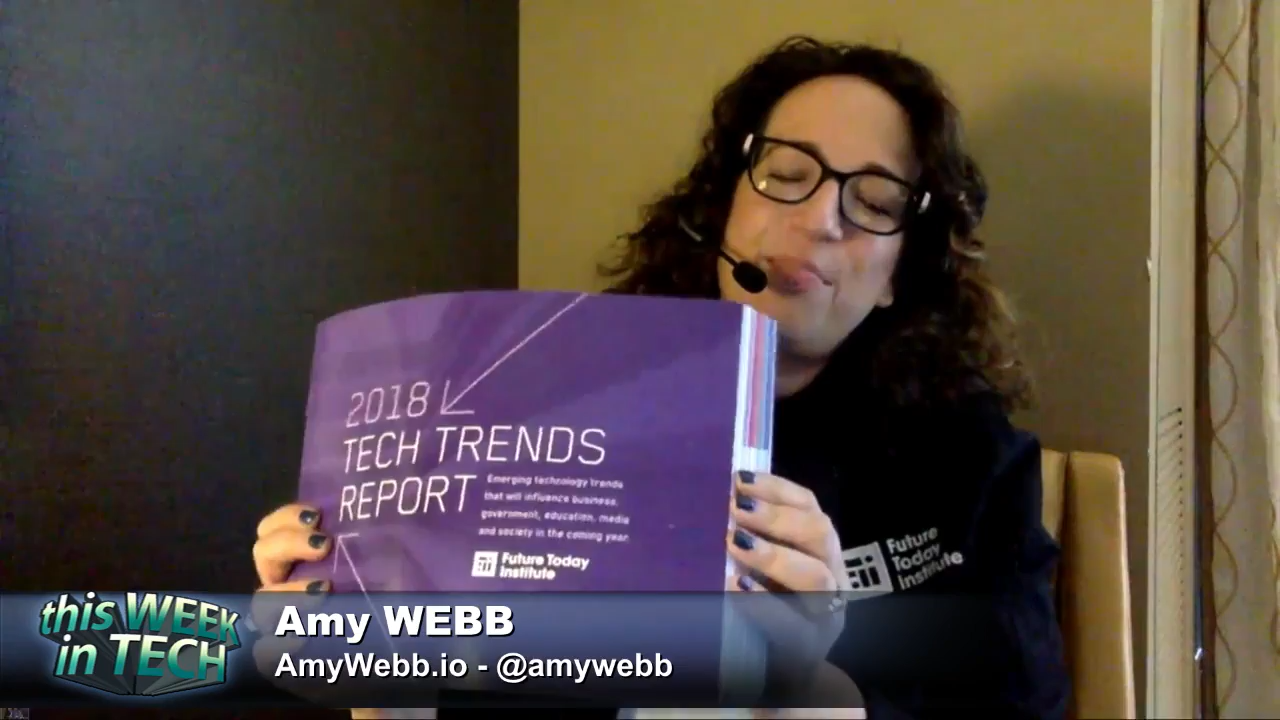 2018
TECH TRENDS
REPORT
Emerging technology trends
that will influence business,
government, education, media
and society in the coming year.
Future Today
Institute
Future
Today
Institute
this WEEK
in TECH
Amy WEBB
AmyWebb.io - @amywebb